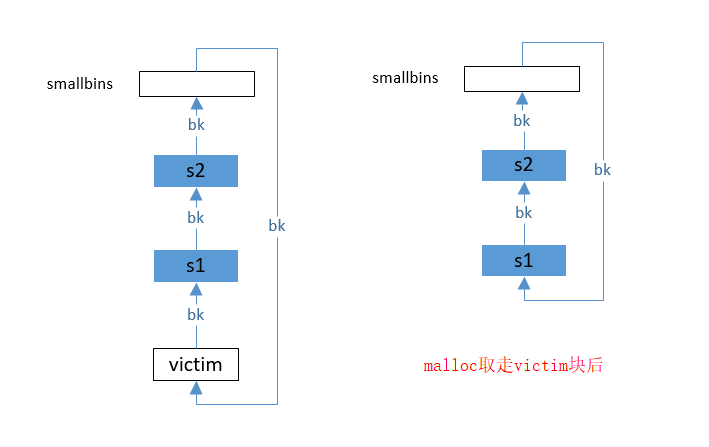 smallbins
bk
s2
bk
bk
s1
bk
victim
smallbins
bk
s2
bk
bk
s1
malloc取走victim块后